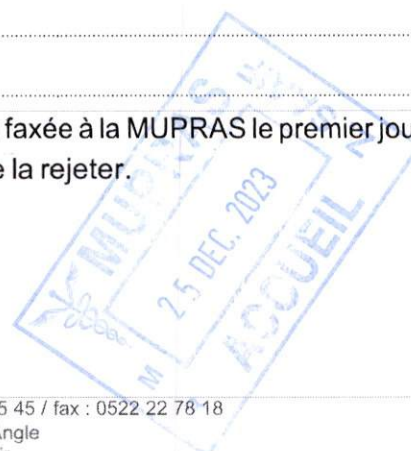 faxée à la MUPRAS le premier jou
e la rejeter.
MUPRAS
25 DEC. 2023
ACCUEIL
M
5 45 / fax : 0522 22 78 18
Angle